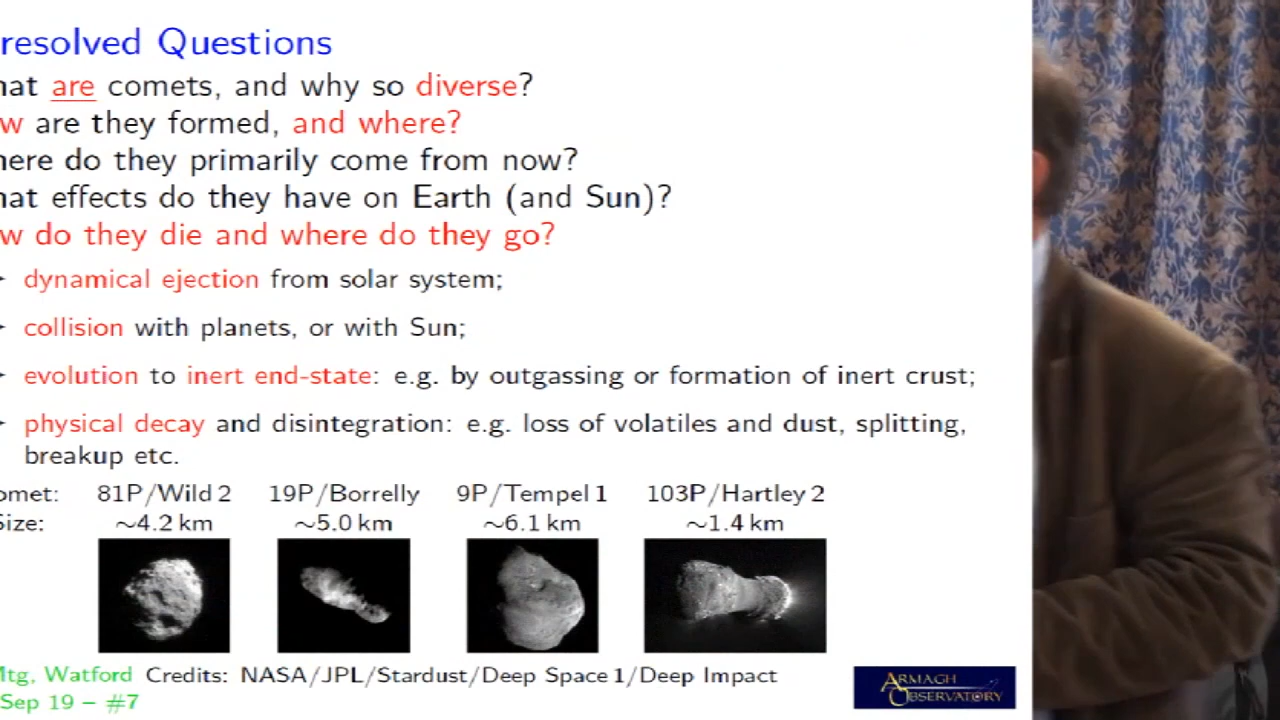 resolved Questions
hat are comets, and why so diverse?
w are they formed, and where?
here do they primarily come from now?
hat effects do they have on Earth (and Sun)?
w do they die and where do they go?
dynamical ejection from solar system;
collision with planets, or with Sun;
evolution to inert end-state: e.g. by outgassing or formation of inert crust;
physical decay and disintegration: e.g. loss of volatiles and dust, splitting,
breakup etc.
omet: 81P/Wild 2 19P/Borrelly 9P/Tempel 1 103P/Hartley 2
Size: ~4.2 km ~5.0 km ~6.1 km ~1.4 km
Mtg, Watford Credits: NASA/JPL/Stardust/Deep Space 1/Deep Impact
Sep 19 – #7
ARMAGH
OBSERVATORY